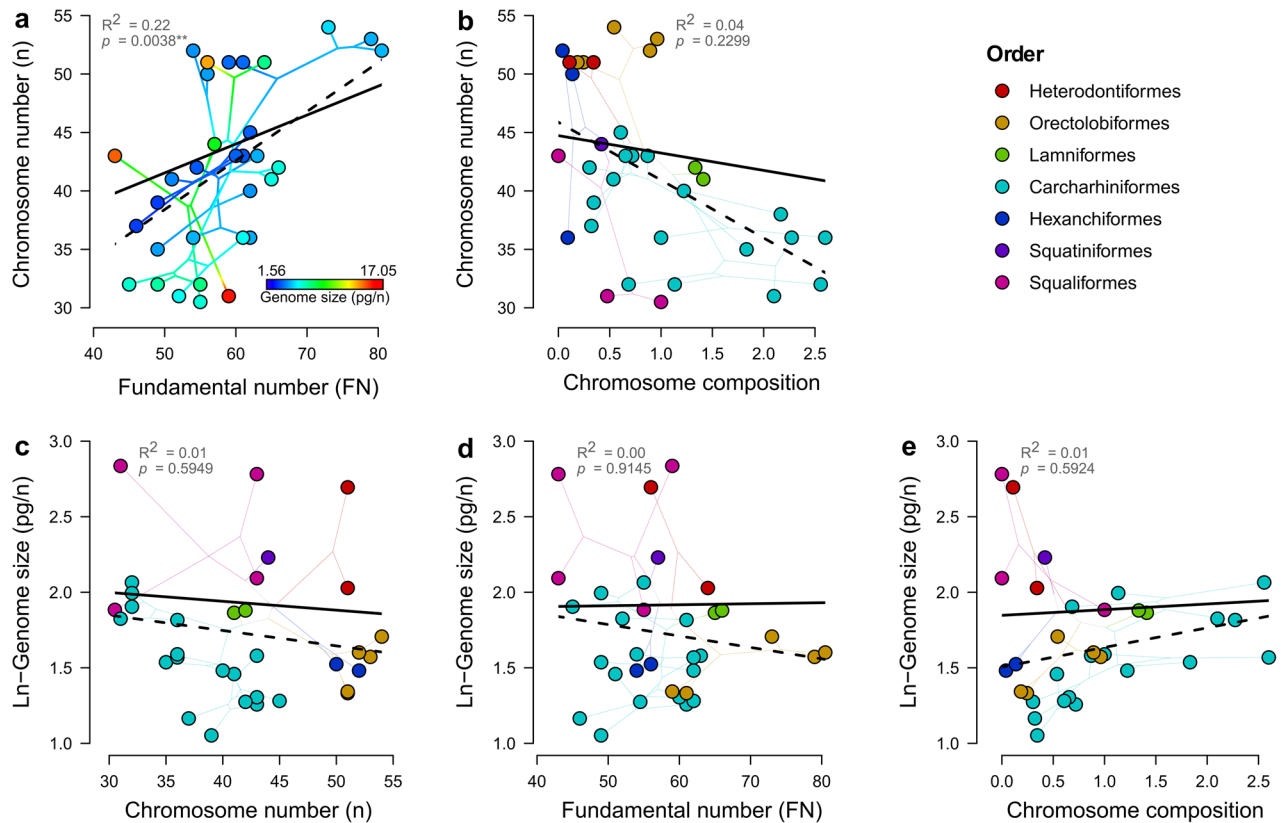 a
R2 = 0.22
p = 0.0038**
Chromosome number (n)
55
50
45
40
35
30
1.56 17.05
Genome size (pg/n)
40 50 60 70 80
Fundamental number (FN)
b
R2 = 0.04
p = 0.2299
Chromosome number (n)
55
50
45
40
35
30
0.0 0.5 1.0 1.5 2.0 2.5
Chromosome composition
Order
Heterodontiformes
Orectolobiformes
Lamniformes
Carcharhiniformes
Hexanchiformes
Squatiniformes
Squaliformes
c
R2 = 0.01
p = 0.5949
Ln−Genome size (pg/n)
3.0
2.5
2.0
1.5
1.0
30 35 40 45 50 55
Chromosome number (n)
d
R2 = 0.00
p = 0.9145
Ln−Genome size (pg/n)
3.0
2.5
2.0
1.5
1.0
40 50 60 70 80
Fundamental number (FN)
e
R2 = 0.01
p = 0.5924
Ln−Genome size (pg/n)
3.0
2.5
2.0
1.5
1.0
0.0 0.5 1.0 1.5 2.0 2.5
Chromosome composition